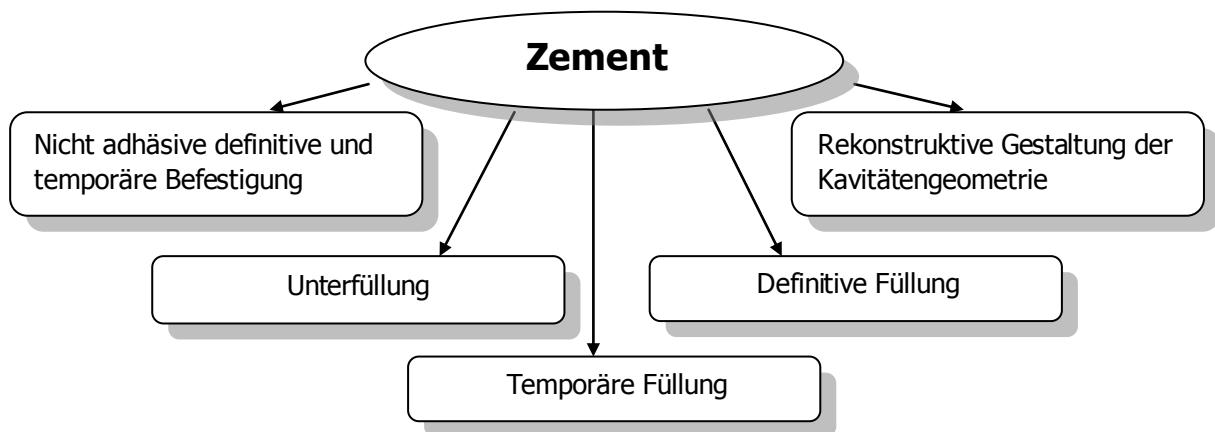 Zement
Nicht adhäsive definitive und
temporäre Befestigung
Rekonstruktive Gestaltung der
Kavitätengeometrie
Unterfüllung
Definitive Füllung
Temporäre Füllung